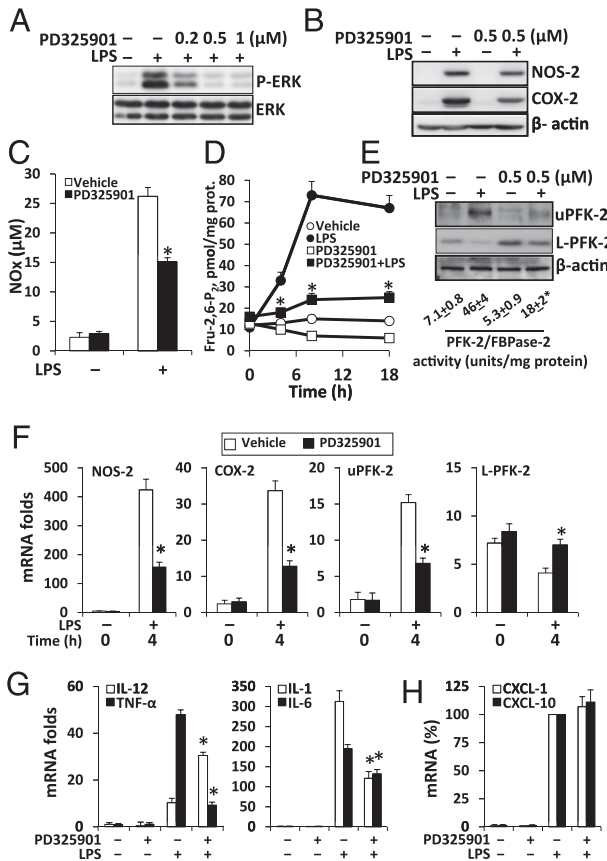 A
PD325901 – – 0.2 0.5 1 (μM)
LPS – + + + +
P-ERK
ERK
B
PD325901 – – 0.5 0.5 (μM)
LPS – + – +
NOS-2
COX-2
β- actin
C
NOx (μM)
30
25
20
15
10
5
0
Vehicle
PD325901
*
LPS – +
D
Fru-2,6-P2, pmol/mg prot.
80
70
60
50
40
30
20
10
0
Vehicle
LPS
PD325901
PD325901+LPS
* * *
0 6 12 18
Time (h)
E
PD325901 – – 0.5 0.5 (μM)
LPS – + – +
uPFK-2
L-PFK-2
β-actin
7.1±0.8 46±4 5.3±0.9 18±2*
PFK-2/FBPase-2
activity (units/mg protein)
F
Vehicle PD325901
mRNA folds
NOS-2
500
400
300
200
100
0
*
COX-2
40
30
20
10
0
*
uPFK-2
20
15
10
5
0
*
L-PFK-2
15
10
5
0
*
LPS – + – + – + – +
Time (h) 0 4 0 4 0 4 0 4
G
mRNA folds
60
40
20
0
IL-12
TNF-α
* *
350
300
250
200
150
100
50
0
IL-1
IL-6
* *
H
mRNA (%)
125
100
75
50
25
0
CXCL-1
CXCL-10
PD325901 – + – + – + – + – + – +
LPS – – + + – – + + – – + +